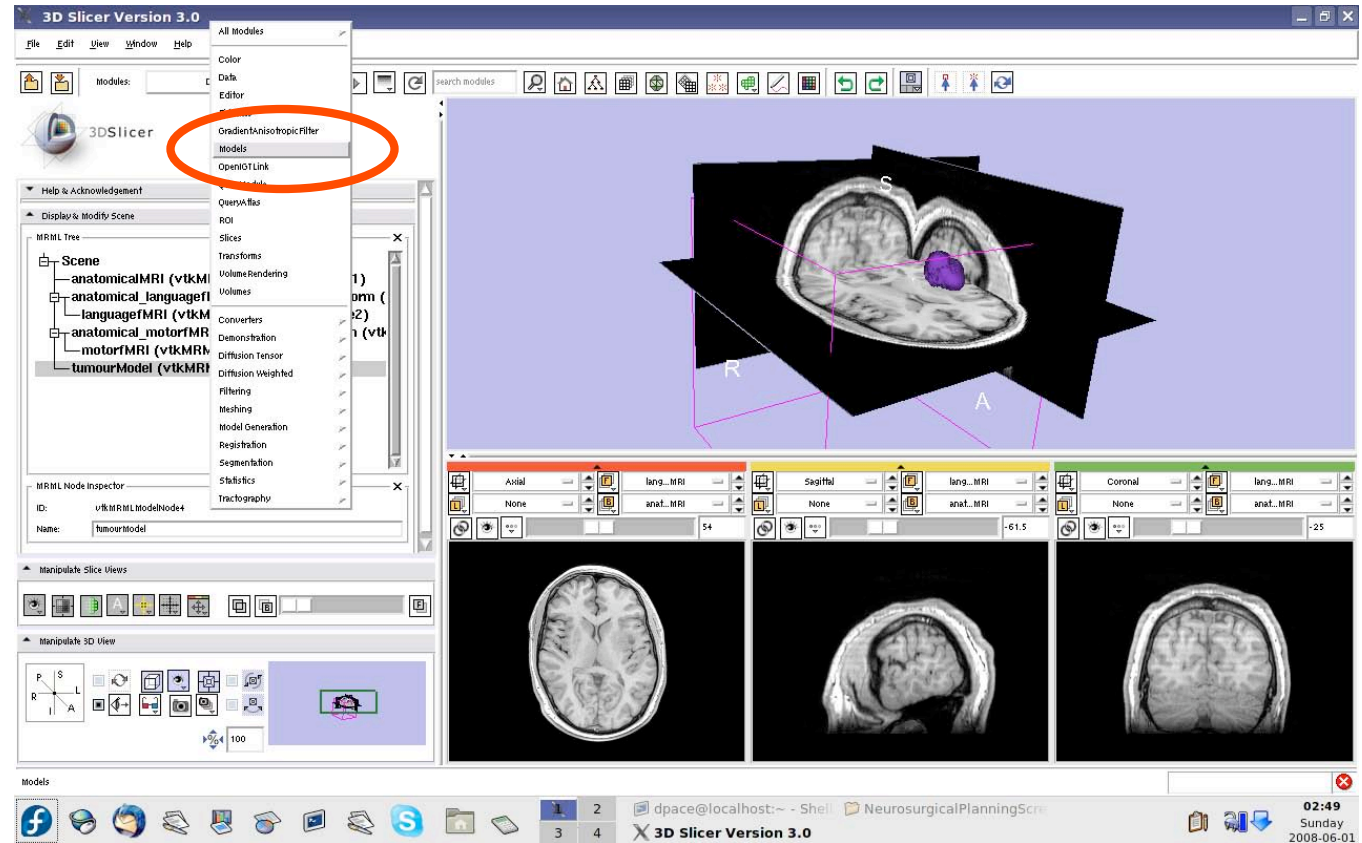 3D Slicer Version 3.0
File Edit View Window Help
Modules: D
search modules
3DSlicer
All Modules
Color
Data
Editor
GradientAnisotropicFilter
Models
OpenIGTLink
QueryAtlas
ROI
Slices
Transforms
VolumeRendering
Volumes
Converters
Demonstration
Diffusion Tensor
Diffusion Weighted
Filtering
Meshing
Model Generation
Registration
Segmentation
Statistics
Tractography
Help & Acknowledgement
Display & Modify Scene
MRML Tree
Scene
anatomicalMRI (vtkM 1)
anatomical_languagef orm (
languagefMRI (vtkM e2)
anatomical_motorfMR n (vtk
motorfMRI (vtkMRM
tumourModel (vtkMR
MRML Node Inspector
ID: vtkMRMLModelNode4
Name: tumourModel
Manipulate Slice Views
Manipulate 3D View
P S
R L
I A
100
S
R
A
Axial lang...MRI
None anat...MRI
54
Sagittal lang...MRI
None anat...MRI
-61.5
Coronal lang...MRI
None anat...MRI
-25
Models
1 2
3 4
dpace@localhost:~ - Shell
NeurosurgicalPlanningScre
3D Slicer Version 3.0
02:49
Sunday
2008-06-01